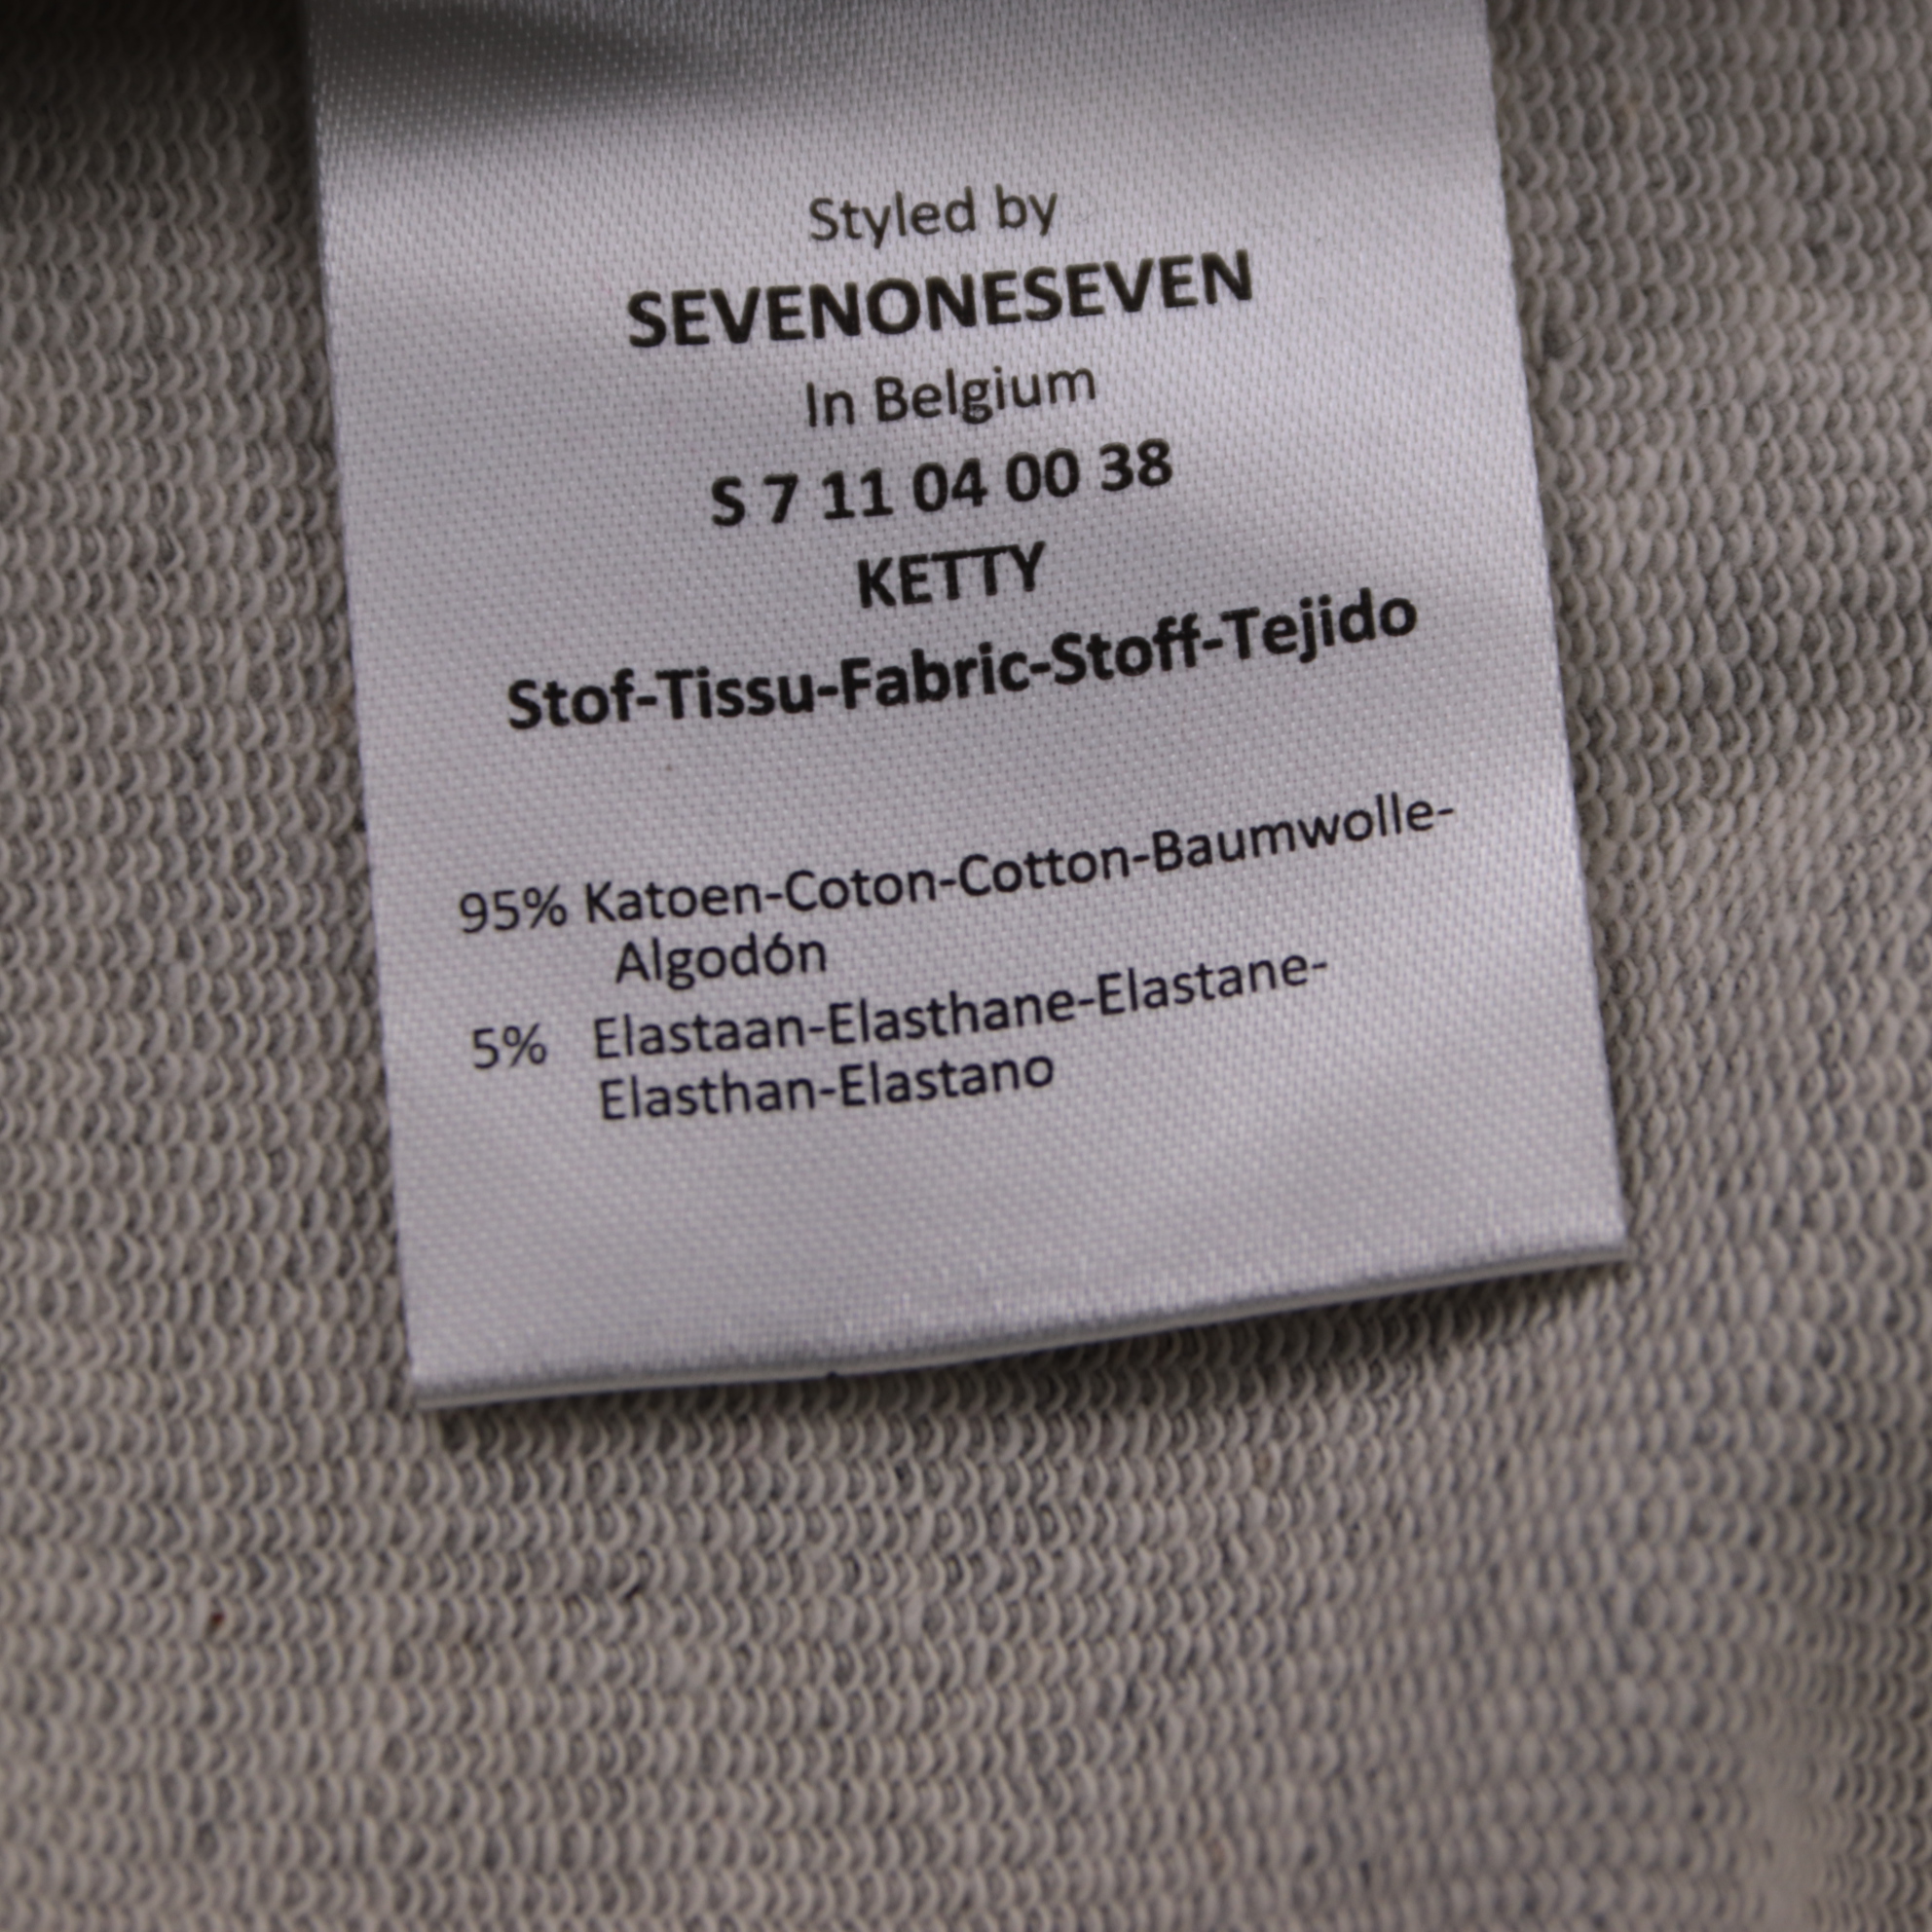 Styled by
SEVENONESEVEN
In Belgium
S 7 11 04 00 38
KETTY
Stof-Tissu-Fabric-Stoff-Tejido
95% Katoen-Coton-Cotton-Baumwolle-
Algodón
5% Elastaan-Elasthane-Elastane-
Elasthan-Elastano